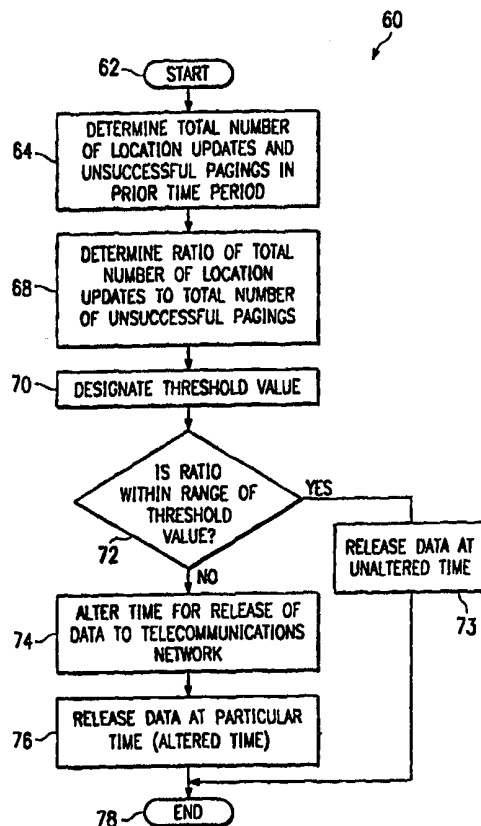 60
62
START
64
DETERMINE TOTAL NUMBER
OF LOCATION UPDATES AND
UNSUCCESSFUL PAGINGS IN
PRIOR TIME PERIOD
68
DETERMINE RATIO OF TOTAL
NUMBER OF LOCATION
UPDATES TO TOTAL NUMBER
OF UNSUCCESSFUL PAGINGS
70
DESIGNATE THRESHOLD VALUE
IS RATIO
WITHIN RANGE OF
THRESHOLD
VALUE?
72
YES
NO
RELEASE DATA AT
UNALTERED TIME
73
74
ALTER TIME FOR RELEASE OF
DATA TO TELECOMMUNICATIONS
NETWORK
76
RELEASE DATA AT PARTICULAR
TIME (ALTERED TIME)
78
END